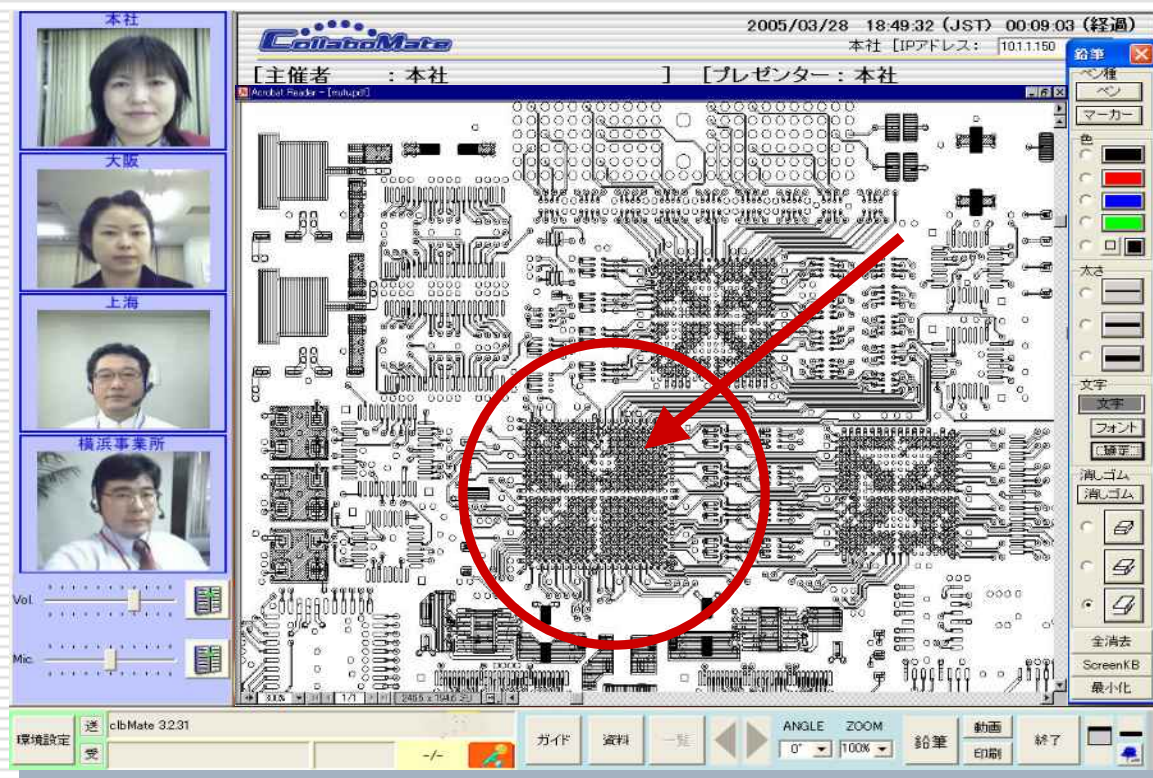 本社
大阪
上海
横浜事業所
Vol.
Mic.
CollaboMate
2005/03/28 18:49:32 (JST) 00:09:03 (経過)
本社 [IPアドレス: 10.1.1.150
[主催者 :本社 ] [プレゼンター:本社
Acrobat Reader - [mutu.pdf]
1/1
鉛筆
ペン種
ペン
マーカー
色
太さ
文字
文字
フォント
消しゴム
消しゴム
全消去
ScreenKB
最小化
環境設定
送
受
clbMate 3.2.31
-/-
ガイド
資料
一覧
ANGLE ZOOM
0° 100%
鉛筆
動画
印刷
終了